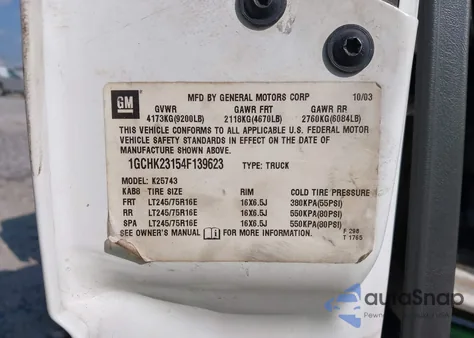 GM
MFD BY GENERAL MOTORS CORP 10/03
GVWR GAWR FRT GAWR RR
4173KG(9200LB) 2118KG(4670LB) 2760KG(6084LB)
THIS VEHICLE CONFORMS TO ALL APPLICABLE U.S. FEDERAL MOTOR
VEHICLE SAFETY STANDARDS IN EFFECT ON THE DATE OF
MANUFACTURE SHOWN ABOVE.
1GCHK23154F139623 TYPE: TRUCK
MODEL: K25743
KAB8 TIRE SIZE RIM COLD TIRE PRESSURE
FRT LT245/75R16E 16X6.5J 380KPA(55PSI)
RR LT245/75R16E 16X6.5J 550KPA(80PSI)
SPA LT245/75R16E 16X6.5J 550KPA(80PSI)
SEE OWNER'S MANUAL FOR MORE INFORMATION
F 298
T 1765
autoSnap